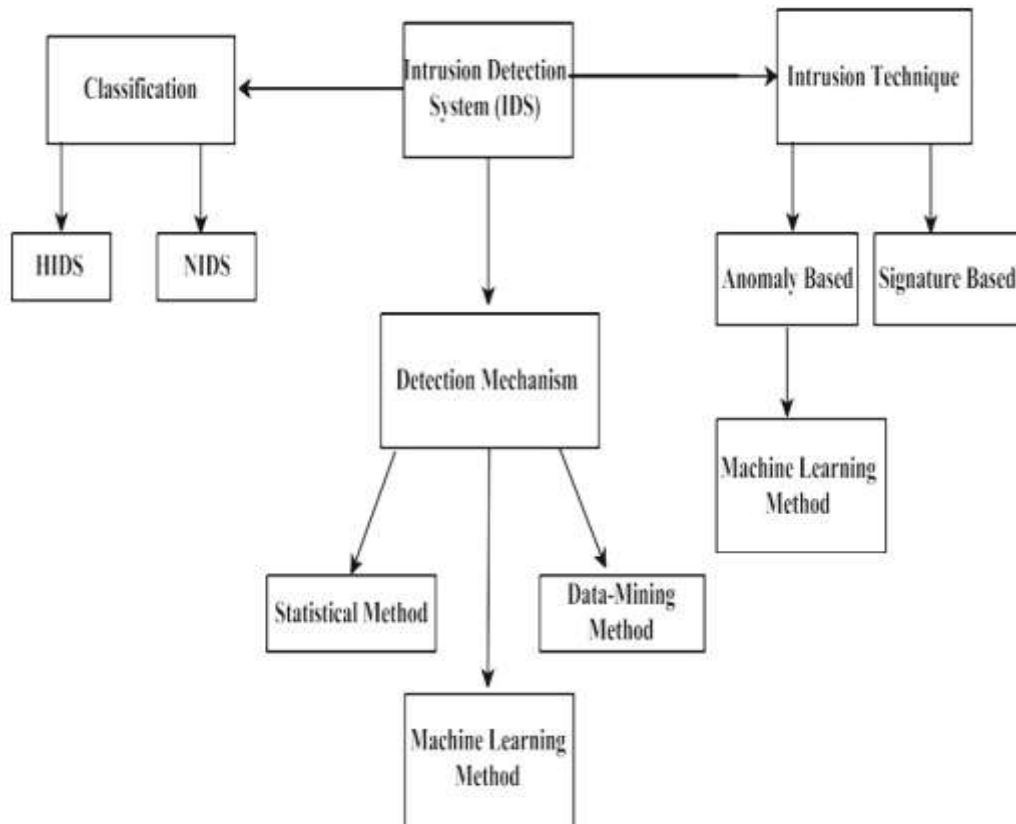 Classification
Intrusion Detection
System (IDS)
Intrusion Technique
HIDS
NIDS
Anomaly Based
Signature Based
Detection Mechanism
Machine Learning
Method
Statistical Method
Data-Mining
Method
Machine Learning
Method